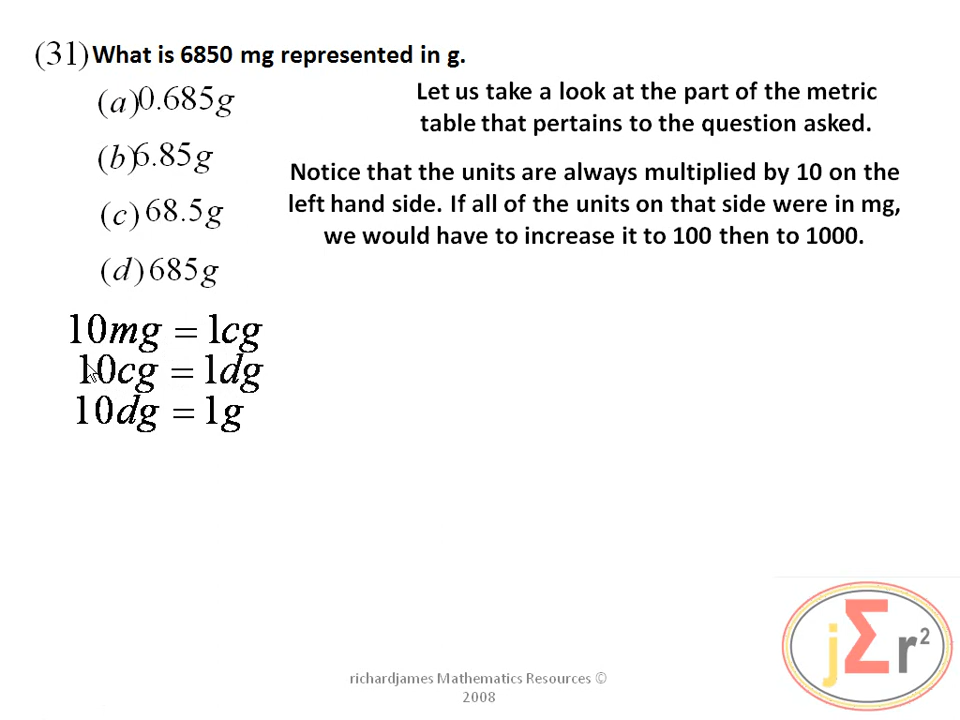 (31) What is 6850 mg represented in g.
(a) 0.685g
(b) 6.85g
(c) 68.5g
(d) 685g
Let us take a look at the part of the metric
table that pertains to the question asked.
Notice that the units are always multiplied by 10 on the
left hand side. If all of the units on that side were in mg,
we would have to increase it to 100 then to 1000.
10mg = 1cg
10cg = 1dg
10dg = 1g
richardjames Mathematics Resources ©
2008
jΣr²